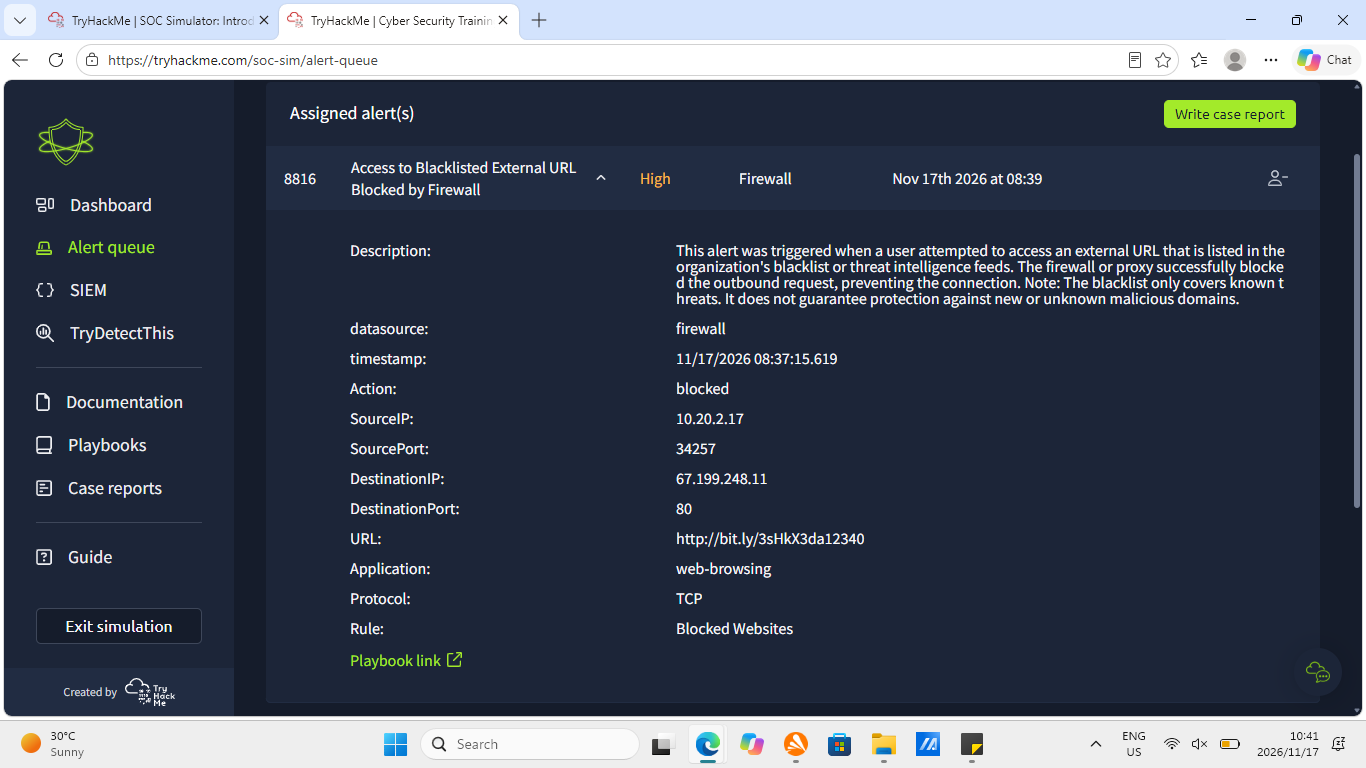 TryHackMe | SOC Simulator: Introd
TryHackMe | Cyber Security Trainin
https://tryhackme.com/soc-sim/alert-queue
Chat
Dashboard
Alert queue
SIEM
TryDetectThis
Documentation
Playbooks
Case reports
Guide
Exit simulation
Created by Try Hack Me
Assigned alert(s)
Write case report
8816
Access to Blacklisted External URL
Blocked by Firewall
High
Firewall
Nov 17th 2026 at 08:39
Description:
This alert was triggered when a user attempted to access an external URL that is listed in the
organization's blacklist or threat intelligence feeds. The firewall or proxy successfully blocke
d the outbound request, preventing the connection. Note: The blacklist only covers known t
hreats. It does not guarantee protection against new or unknown malicious domains.
datasource: firewall
timestamp: 11/17/2026 08:37:15.619
Action: blocked
SourceIP: 10.20.2.17
SourcePort: 34257
DestinationIP: 67.199.248.11
DestinationPort: 80
URL: http://bit.ly/3sHkX3da12340
Application: web-browsing
Protocol: TCP
Rule: Blocked Websites
Playbook link
30°C
Sunny
Search
ENG
US
10:41
2026/11/17